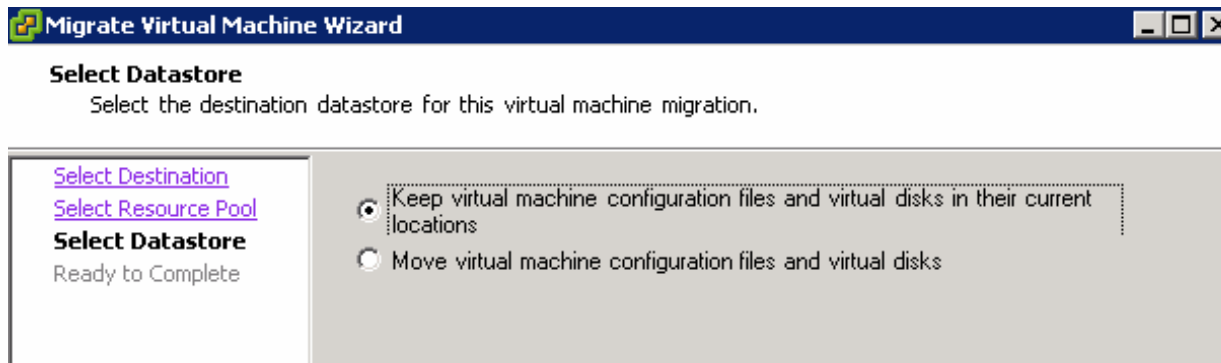 Migrate Virtual Machine Wizard
Select Datastore
Select the destination datastore for this virtual machine migration.
Select Destination
Select Resource Pool
Select Datastore
Ready to Complete
Keep virtual machine configuration files and virtual disks in their current
locations
Move virtual machine configuration files and virtual disks